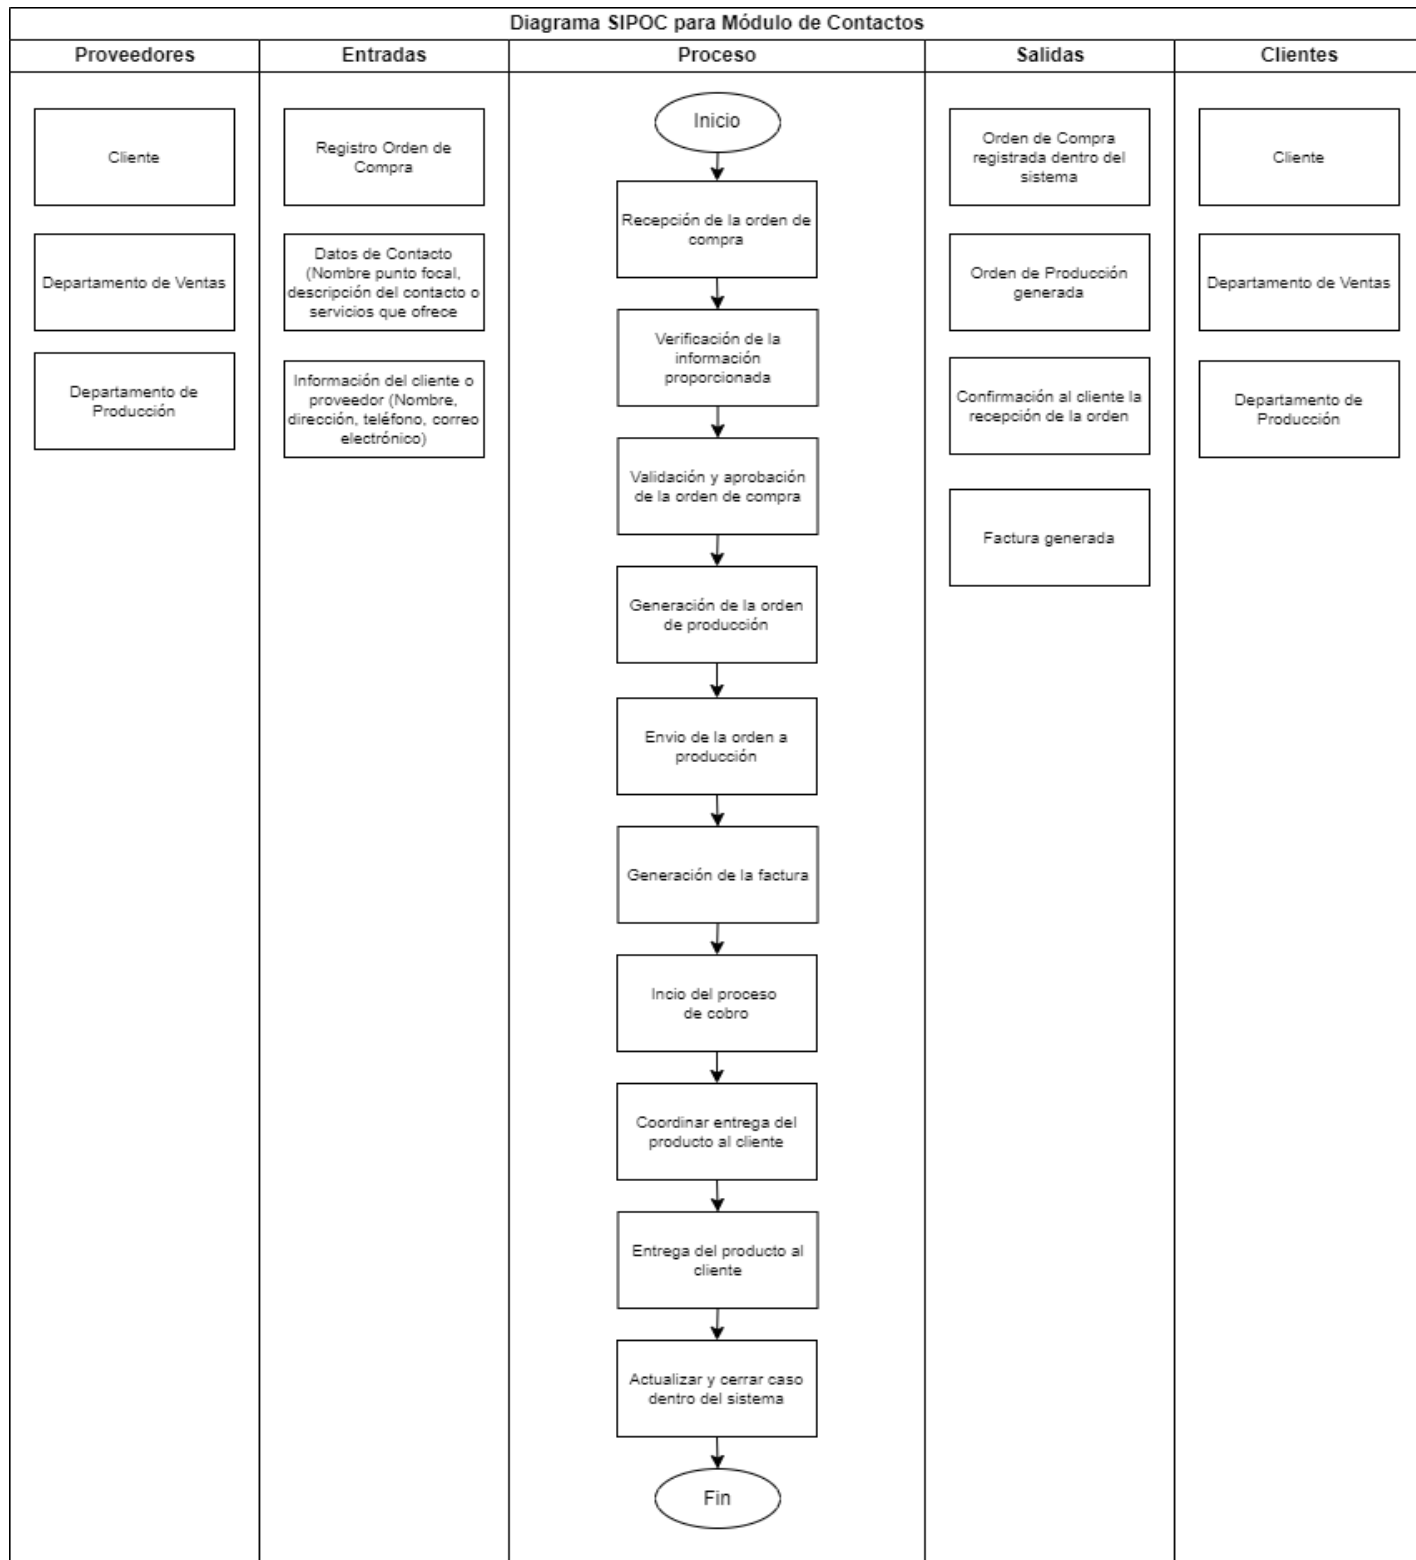 Diagrama SIPOC para Módulo de Contactos
Proveedores
Entradas
Proceso
Salidas
Clientes
Cliente
Departamento de Ventas
Departamento de
Producción
Registro Orden de
Compra
Datos de Contacto
(Nombre punto focal,
descripción del contacto o
servicios que ofrece
Información del cliente o
proveedor (Nombre,
dirección, teléfono, correo
electrónico)
Inicio
Recepción de la orden de
compra
Verificación de la
información
proporcionada
Validación y aprobación
de la orden de compra
Generación de la orden
de producción
Envio de la orden a
producción
Generación de la factura
Incio del proceso
de cobro
Coordinar entrega del
producto al cliente
Entrega del producto al
cliente
Actualizar y cerrar caso
dentro del sistema
Fin
Orden de Compra
registrada dentro del
sistema
Orden de Producción
generada
Confirmación al cliente la
recepción de la orden
Factura generada
Cliente
Departamento de Ventas
Departamento de
Producción